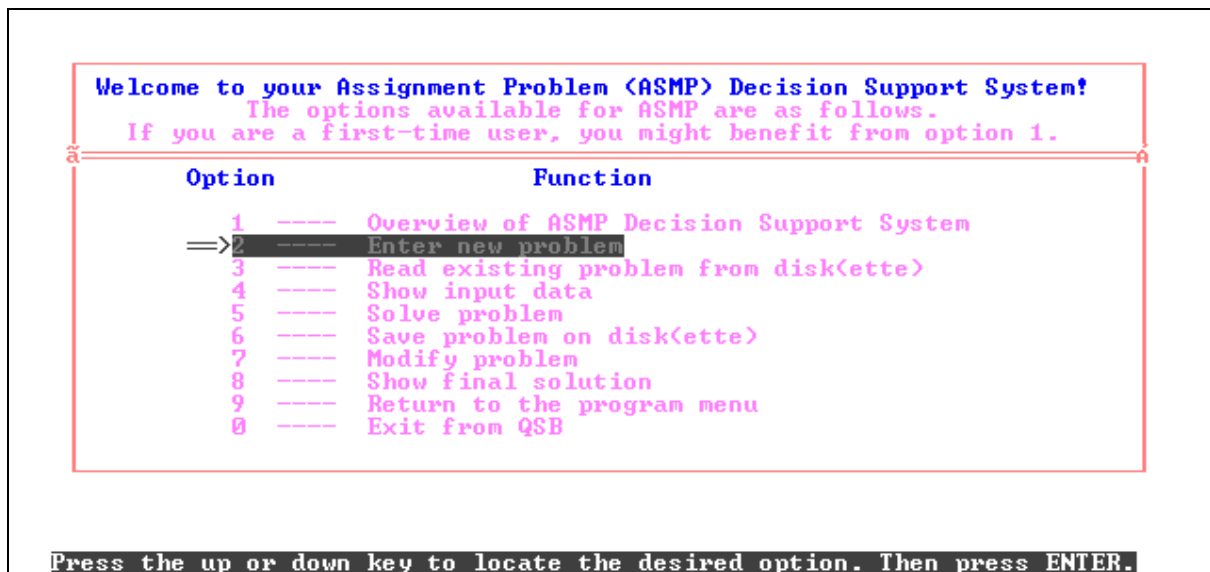 Welcome to your Assignment Problem (ASMP) Decision Support System!
The options available for ASMP are as follows.
If you are a first-time user, you might benefit from option 1.
Option Function
1 ---- Overview of ASMP Decision Support System
==>2 ---- Enter new problem
3 ---- Read existing problem from disk(ette)
4 ---- Show input data
5 ---- Solve problem
6 ---- Save problem on disk(ette)
7 ---- Modify problem
8 ---- Show final solution
9 ---- Return to the program menu
0 ---- Exit from QSB
Press the up or down key to locate the desired option. Then press ENTER.